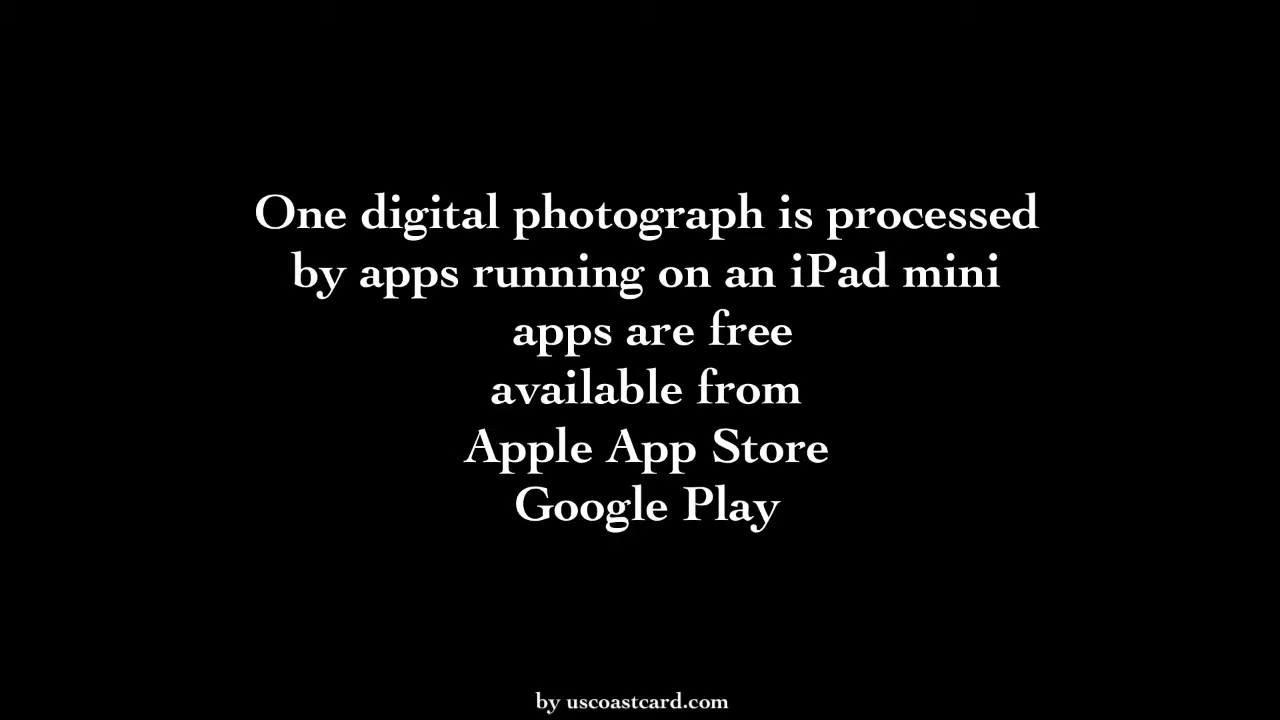 One digital photograph is processed
by apps running on an iPad mini
apps are free
available from
Apple App Store
Google Play
by uscoastcard.com